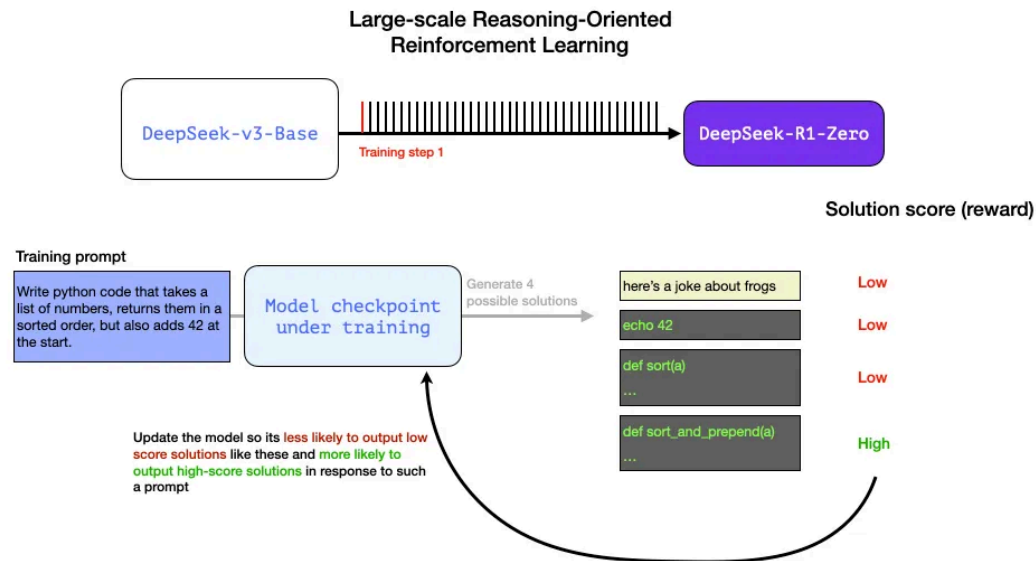 Large-scale Reasoning-Oriented
Reinforcement Learning
DeepSeek-v3-Base
DeepSeek-R1-Zero
Training step 1
Solution score (reward)
Training prompt
Write python code that takes a
list of numbers, returns them in a
sorted order, but also adds 42 at
the start.
Model checkpoint
under training
Generate 4
possible solutions
here's a joke about frogs
Low
echo 42
Low
def sort(a)
...
Low
def sort_and_prepend(a)
...
High
Update the model so its less likely to output low
score solutions like these and more likely to
output high-score solutions in response to such
a prompt